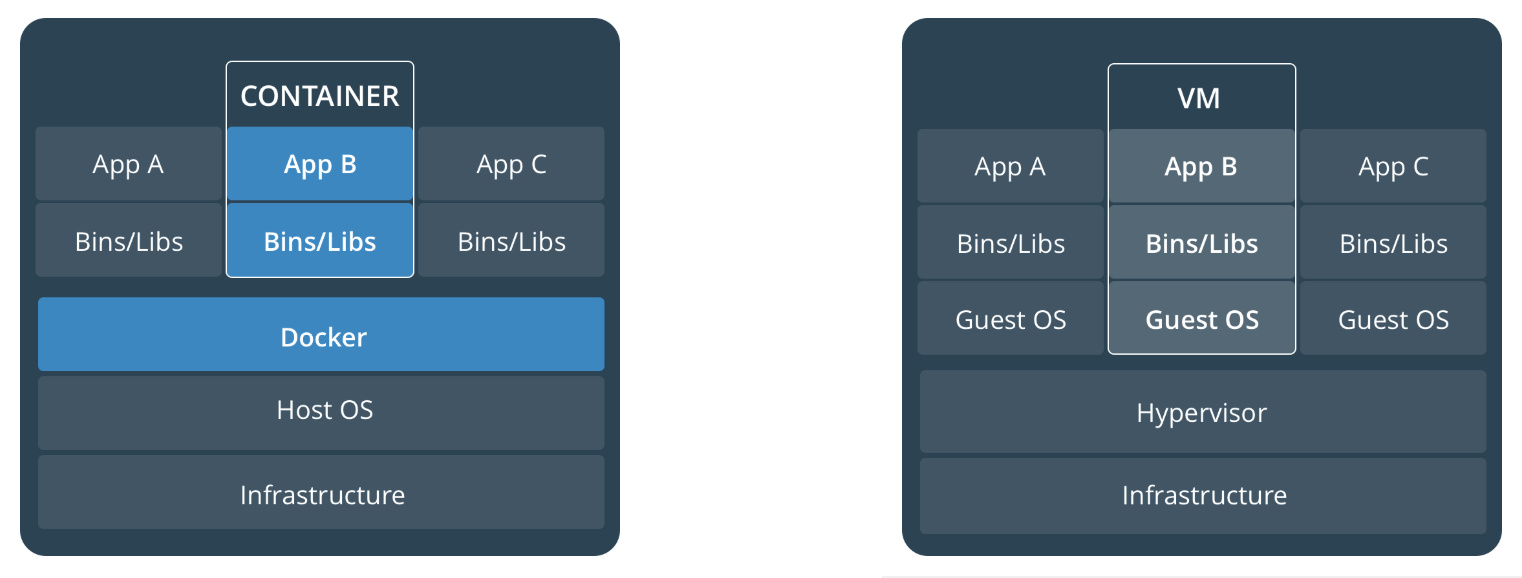 CONTAINER
App A
App B
App C
Bins/Libs
Bins/Libs
Bins/Libs
Docker
Host OS
Infrastructure
VM
App A
App B
App C
Bins/Libs
Bins/Libs
Bins/Libs
Guest OS
Guest OS
Guest OS
Hypervisor
Infrastructure